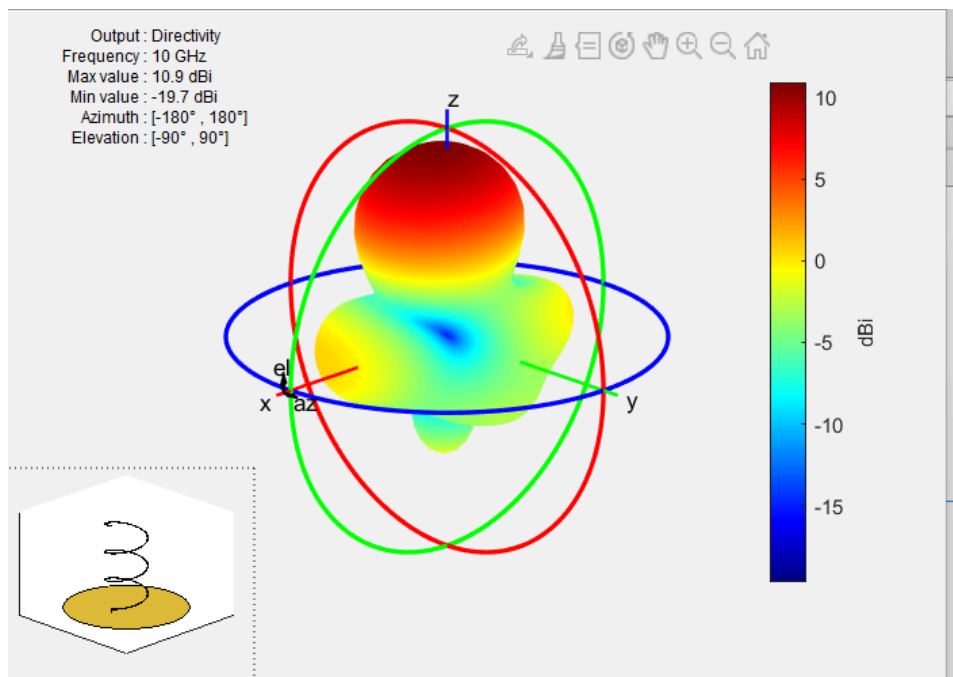 Output : Directivity
Frequency : 10 GHz
Max value : 10.9 dBi
Min value : -19.7 dBi
Azimuth : [-180° , 180°]
Elevation : [-90° , 90°]
z
10
5
0
-5
-10
-15
dBi
el
x
az
y